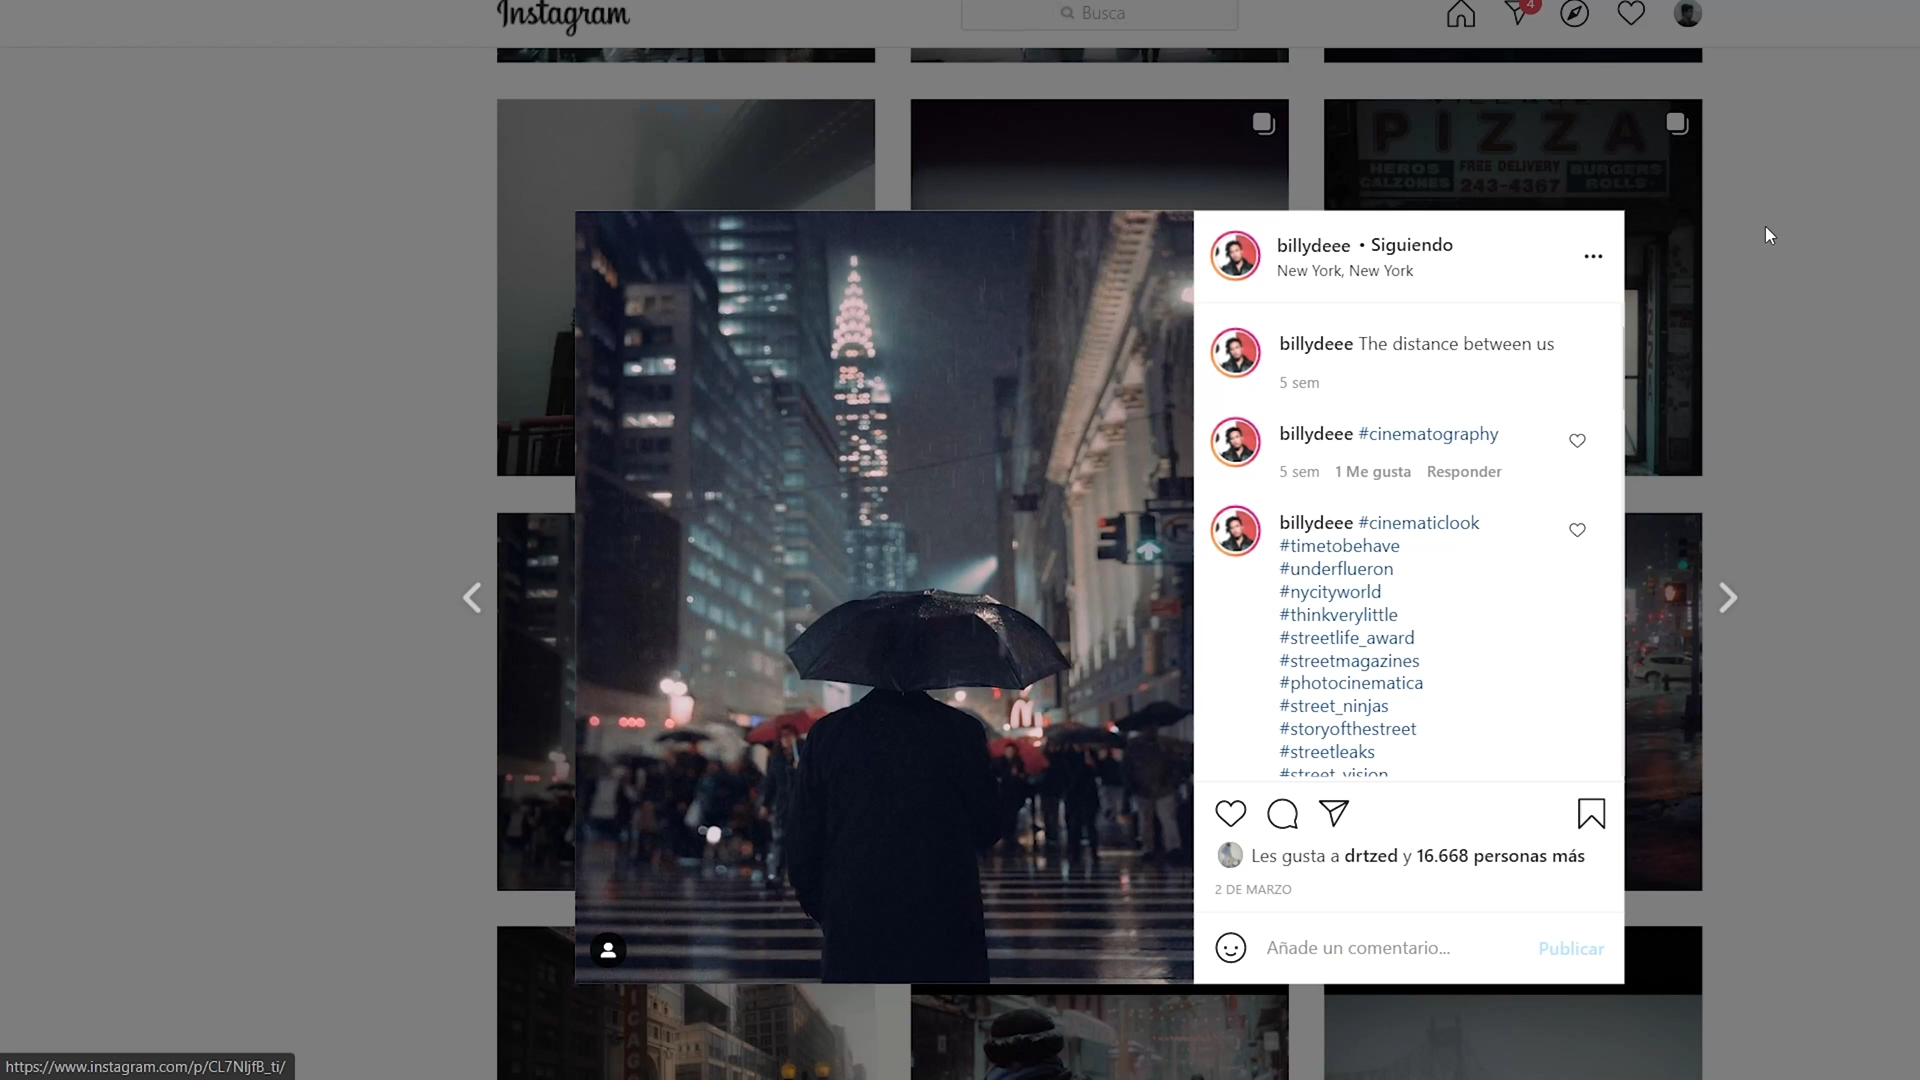 Instagram
Busca
4
PIZZA
HEROS
CALZONES
FREE DELIVERY
243-4367
BURGERS
ROLLS
billydeee • Siguiendo
New York, New York
billydeee The distance between us
5 sem
billydeee #cinematography
5 sem 1 Me gusta Responder
billydeee #cinematiclook
#timetobehave
#underflueron
#nycityworld
#thinkverylittle
#streetlife_award
#streetmagazines
#photocinematica
#street_ninjas
#storyofthestreet
#streetleaks
#street_vision
Les gusta a drtzed y 16.668 personas más
2 DE MARZO
Añade un comentario...
Publicar
https://www.instagram.com/p/CL7NIjfB_ti/